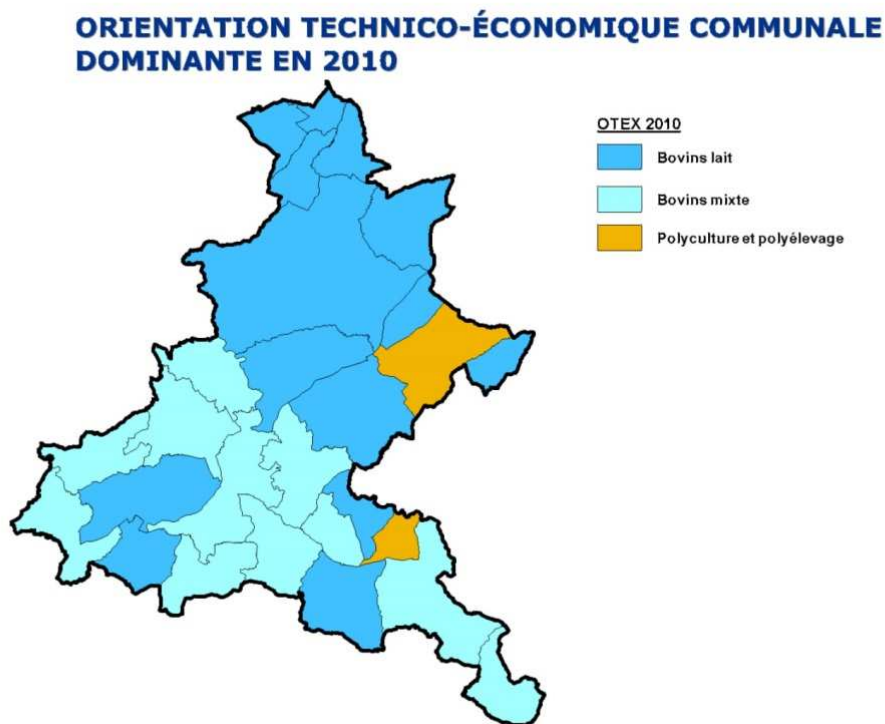 ORIENTATION TECHNICO-ÉCONOMIQUE COMMUNALE
DOMINANTE EN 2010
OTEX 2010
Bovins lait
Bovins mixte
Polyculture et polyélevage